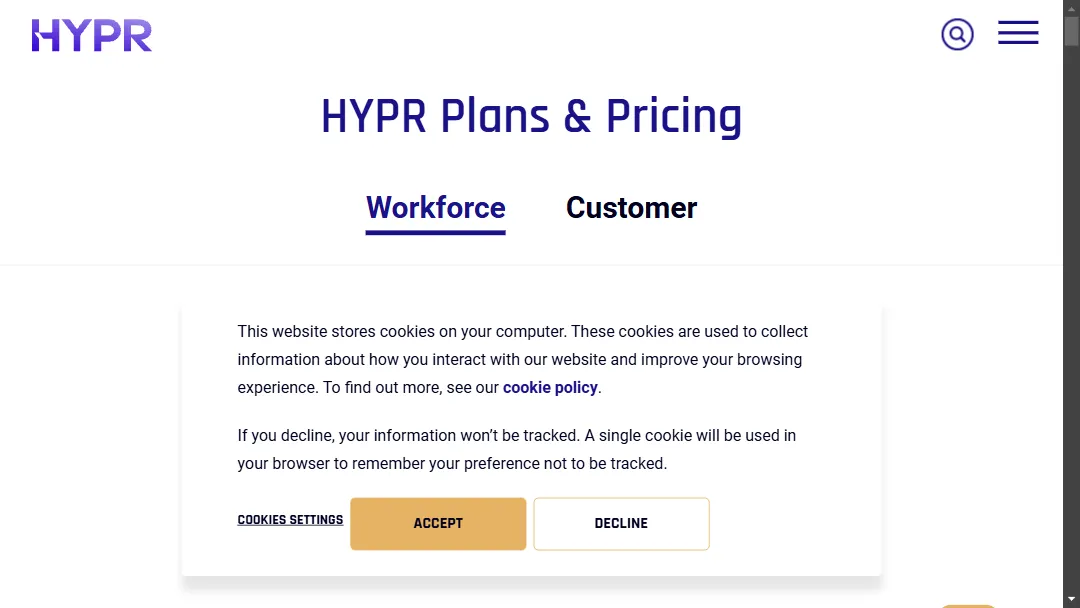 HYPR
HYPR Plans & Pricing
Workforce
Customer
This website stores cookies on your computer. These cookies are used to collect
information about how you interact with our website and improve your browsing
experience. To find out more, see our cookie policy.
If you decline, your information won’t be tracked. A single cookie will be used in
your browser to remember your preference not to be tracked.
COOKIES SETTINGS
ACCEPT
DECLINE